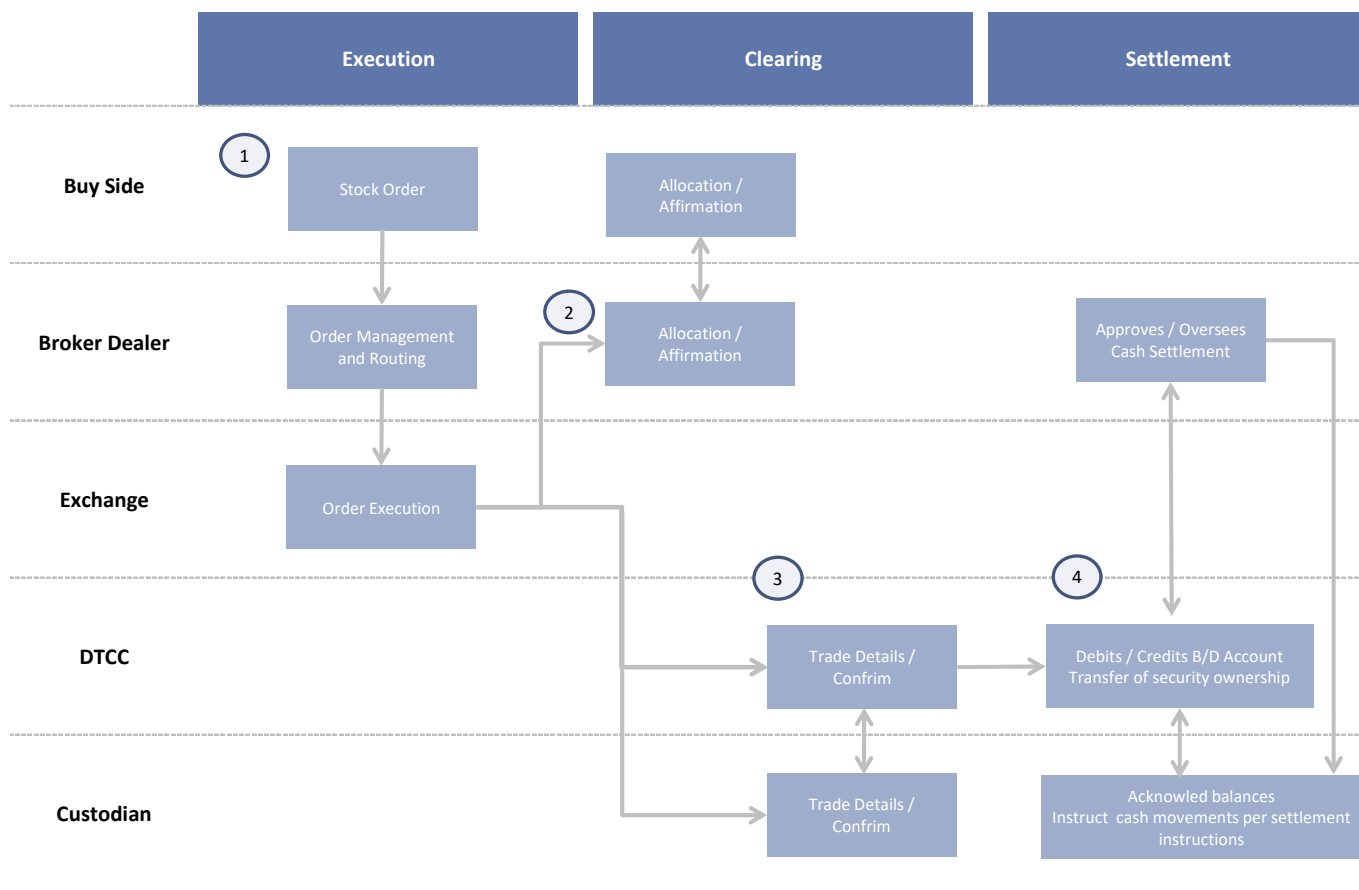 Execution
Clearing
Settlement
Buy Side
1
Stock Order
Allocation /
Affirmation
Broker Dealer
Order Management
and Routing
2
Allocation /
Affirmation
Approves / Oversees
Cash Settlement
Exchange
Order Execution
3
4
DTCC
Trade Details /
Confrim
Debits / Credits B/D Account
Transfer of security ownership
Custodian
Trade Details /
Confrim
Acknowled balances
Instruct cash movements per settlement
instructions